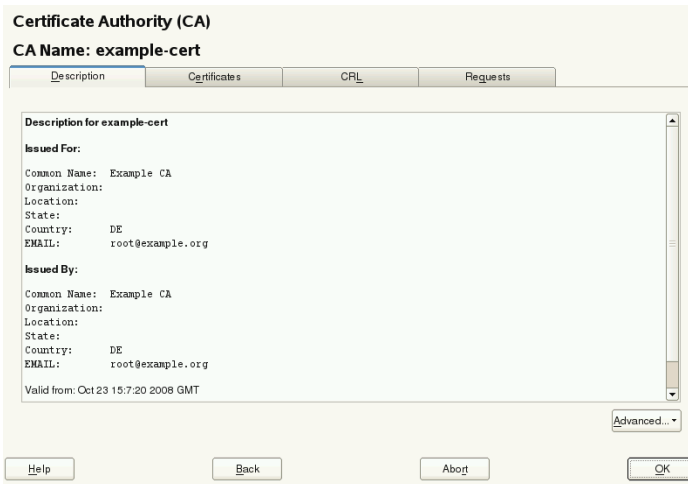 Certificate Authority (CA)
CA Name: example-cert
Description Certificates CRL Requests
Description for example-cert
Issued For:
Common Name: Example CA
Organization:
Location:
State:
Country: DE
EMAIL: root@example.org
Issued By:
Common Name: Example CA
Organization:
Location:
State:
Country: DE
EMAIL: root@example.org
Valid from: Oct 23 15:7:20 2008 GMT
Advanced...
Help Back Abort OK